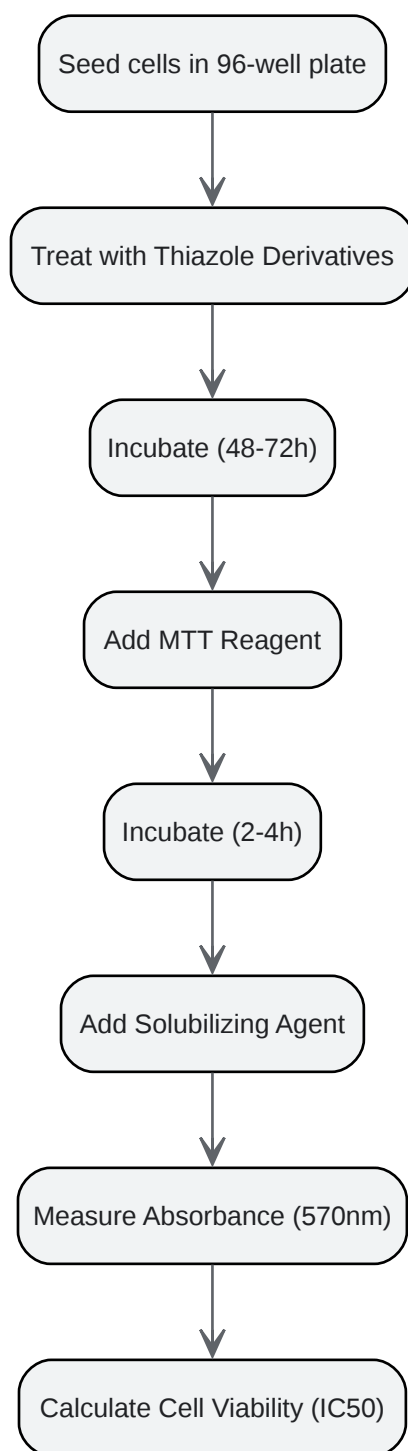 Seed cells in 96-well plate
Treat with Thiazole Derivatives
Incubate (48-72h)
Add MTT Reagent
Incubate (2-4h)
Add Solubilizing Agent
Measure Absorbance (570nm)
Calculate Cell Viability (IC50)